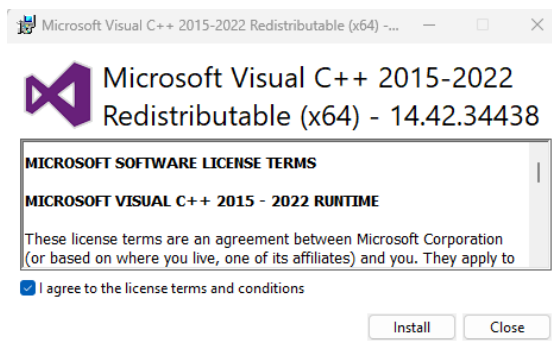 Microsoft Visual C++ 2015-2022 Redistributable (x64) -...
Microsoft Visual C++ 2015-2022
Redistributable (x64) - 14.42.34438
MICROSOFT SOFTWARE LICENSE TERMS
MICROSOFT VISUAL C++ 2015 - 2022 RUNTIME
These license terms are an agreement between Microsoft Corporation
(or based on where you live, one of its affiliates) and you. They apply to
I agree to the license terms and conditions
Install Close